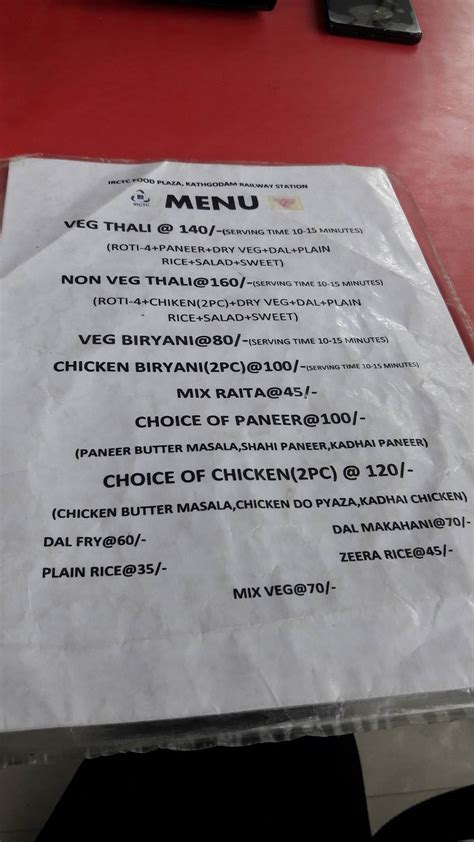 IRCTC FOOD PLAZA, KATHGODAM RAILWAY STATION
IRCTC MENU
VEG THALI @ 140/-(SERVING TIME 10-15 MINUTES)
(ROTI-4+PANEER+DRY VEG+DAL+PLAIN
RICE+SALAD+SWEET)
NON VEG THALI@160/-(SERVING TIME 10-15 MINUTES)
(ROTI-4+CHIKEN(2PC)+DRY VEG+DAL+PLAIN
RICE+SALAD+SWEET)
VEG BIRYANI@80/-(SERVING TIME 10-15 MINUTES)
CHICKEN BIRYANI(2PC)@100/-(SERVING TIME 10-15 MINUTES)
MIX RAITA@45/-
CHOICE OF PANEER@100/-
(PANEER BUTTER MASALA,SHAHI PANEER,KADHAI PANEER)
CHOICE OF CHICKEN(2PC) @ 120/-
(CHICKEN BUTTER MASALA,CHICKEN DO PYAZA,KADHAI CHICKEN)
DAL FRY@60/- DAL MAKAHANI@70/-
PLAIN RICE@35/- ZEERA RICE@45/-
MIX VEG@70/-